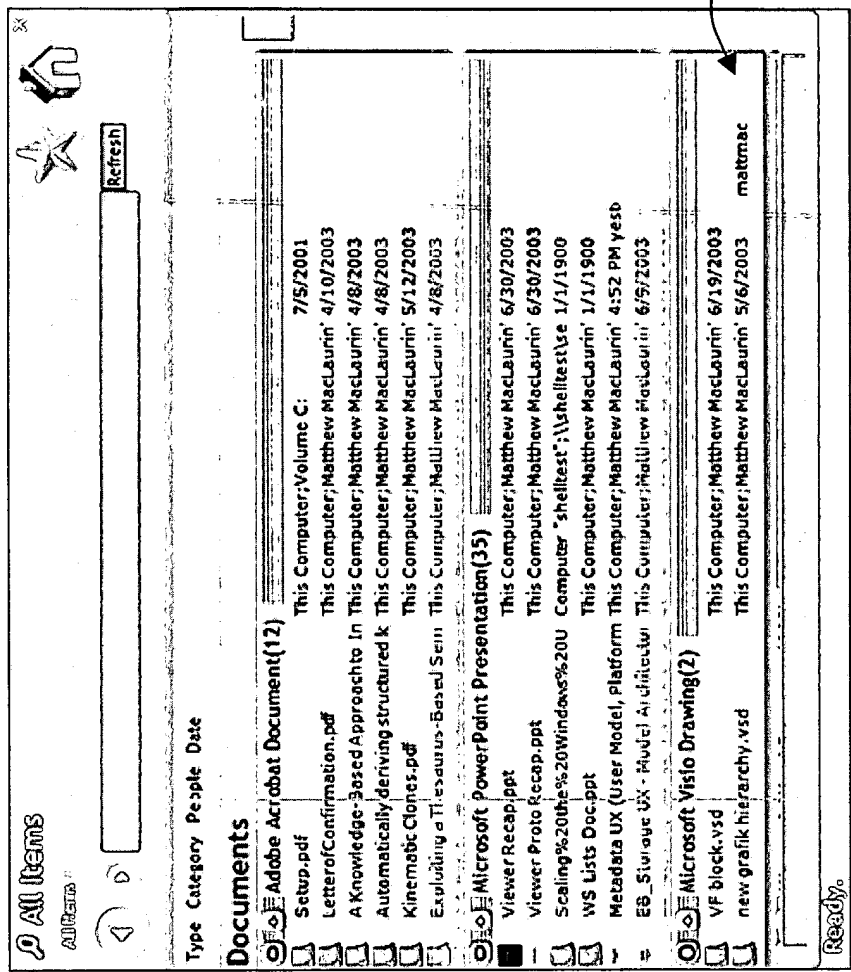 All Items
All Items
Refresh
Type Category People Date
Documents
Adobe Acrobat Document(12)
Setup.pdf This Computer;Volume C: 7/5/2001
LetterofConfirmation.pdf This Computer;Matthew MacLaurin' 4/10/2003
A Knowledge-Based Approachto In This Computer;Matthew MacLaurin' 4/8/2003
Automatically deriving structured k This Computer;Matthew MacLaurin' 4/8/2003
Kinematic Clones.pdf This Computer;Matthew MacLaurin' 5/12/2003
Exploiting a Thesaurus-Based Sem This Computer;Matthew MacLaurin' 4/8/2003
Microsoft PowerPoint Presentation(35)
Viewer Recap.ppt This Computer;Matthew MacLaurin' 6/30/2003
Viewer Proto Recap.ppt This Computer;Matthew MacLaurin' 6/30/2003
Scaling%20the%20Windows%20U Computer "shelltest";\\shelltest\se 1/1/1900
WS Lists Doc.ppt This Computer;Matthew MacLaurin' 1/1/1900
Metadata UX (User Model, Platform This Computer;Matthew MacLaurin' 4:52 PM yesb
EB_Storage UX - Model Architectur This Computer;Matthew MacLaurin' 6/9/2003
Microsoft Visio Drawing(2)
VF block.vsd This Computer;Matthew MacLaurin' 6/19/2003
new grafik hierarchy.vsd This Computer;Matthew MacLaurin' 5/6/2003 mattmac
Ready.